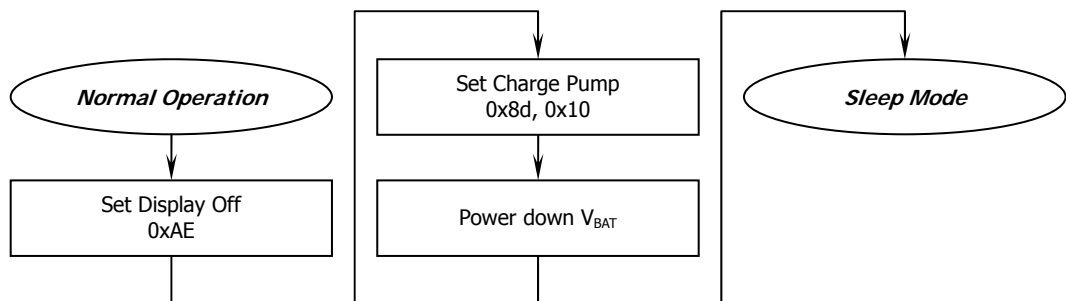 Normal Operation
Set Display Off
0xAE
Set Charge Pump
0x8d, 0x10
Power down VBAT
Sleep Mode